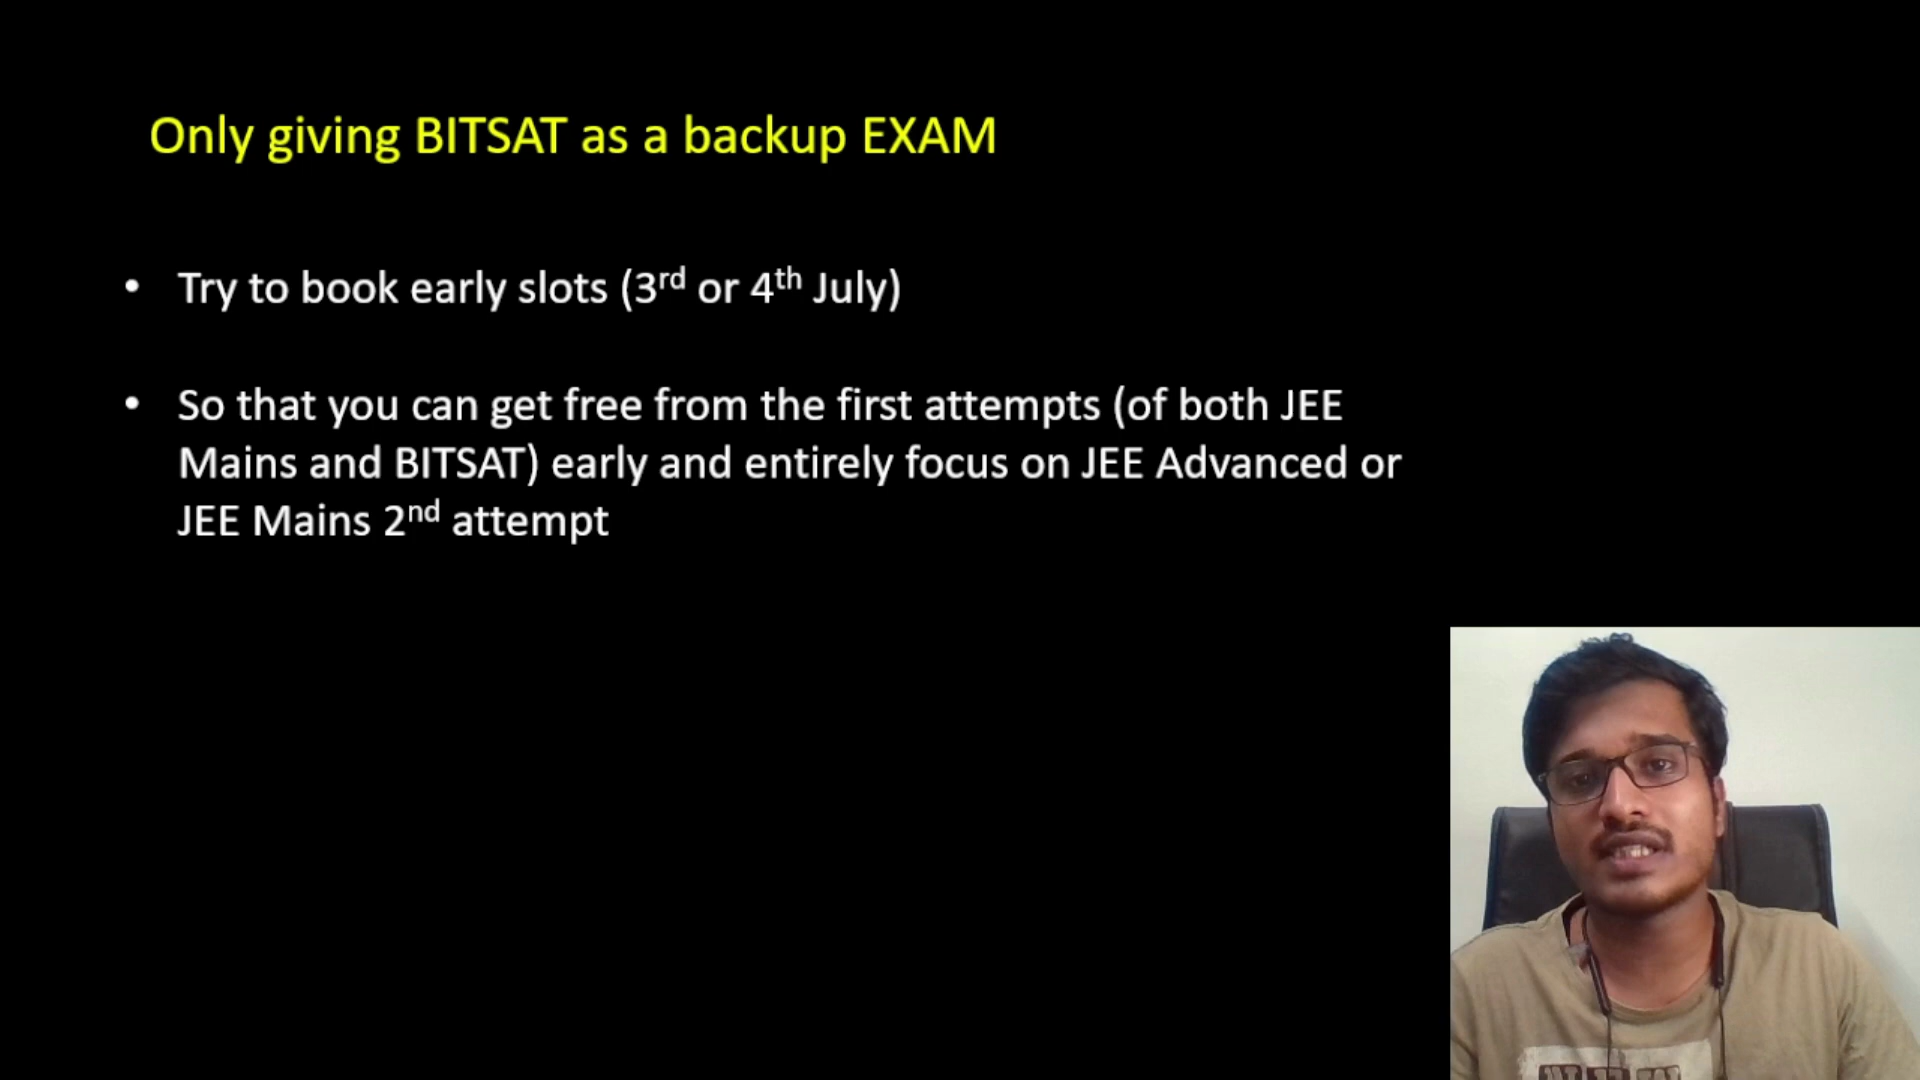 Only giving BITSAT as a backup EXAM
• Try to book early slots (3rd or 4th July)
• So that you can get free from the first attempts (of both JEE
Mains and BITSAT) early and entirely focus on JEE Advanced or
JEE Mains 2nd attempt